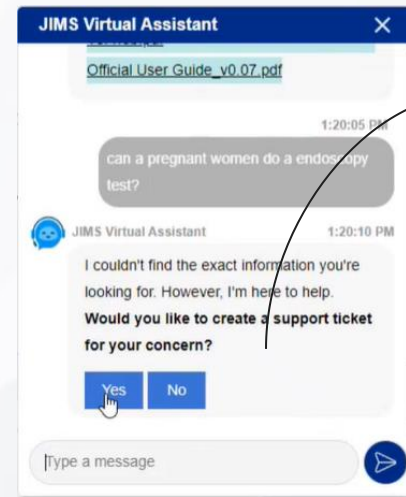 JIMS Virtual Assistant
Official User Guide_v0.07.pdf
1:20:05 PM
can a pregnant women do a endoscopy
test?
JIMS Virtual Assistant 1:20:10 PM
I couldn't find the exact information you're
looking for. However, I'm here to help.
Would you like to create a support ticket
for your concern?
Yes No
Type a message